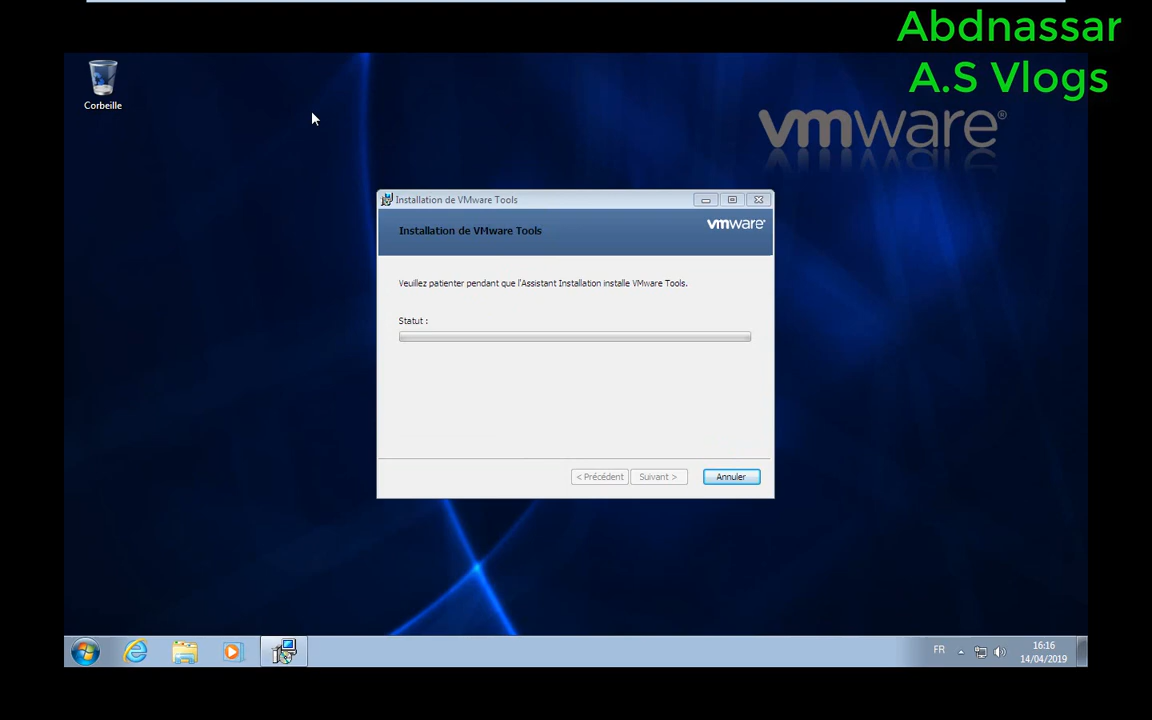 Abdnassar
A.S Vlogs
Corbeille
vmware®
Installation de VMware Tools
Installation de VMware Tools
vmware®
Veuillez patienter pendant que l'Assistant Installation installe VMware Tools.
Statut :
< Précédent
Suivant >
Annuler
FR
16:16
14/04/2019